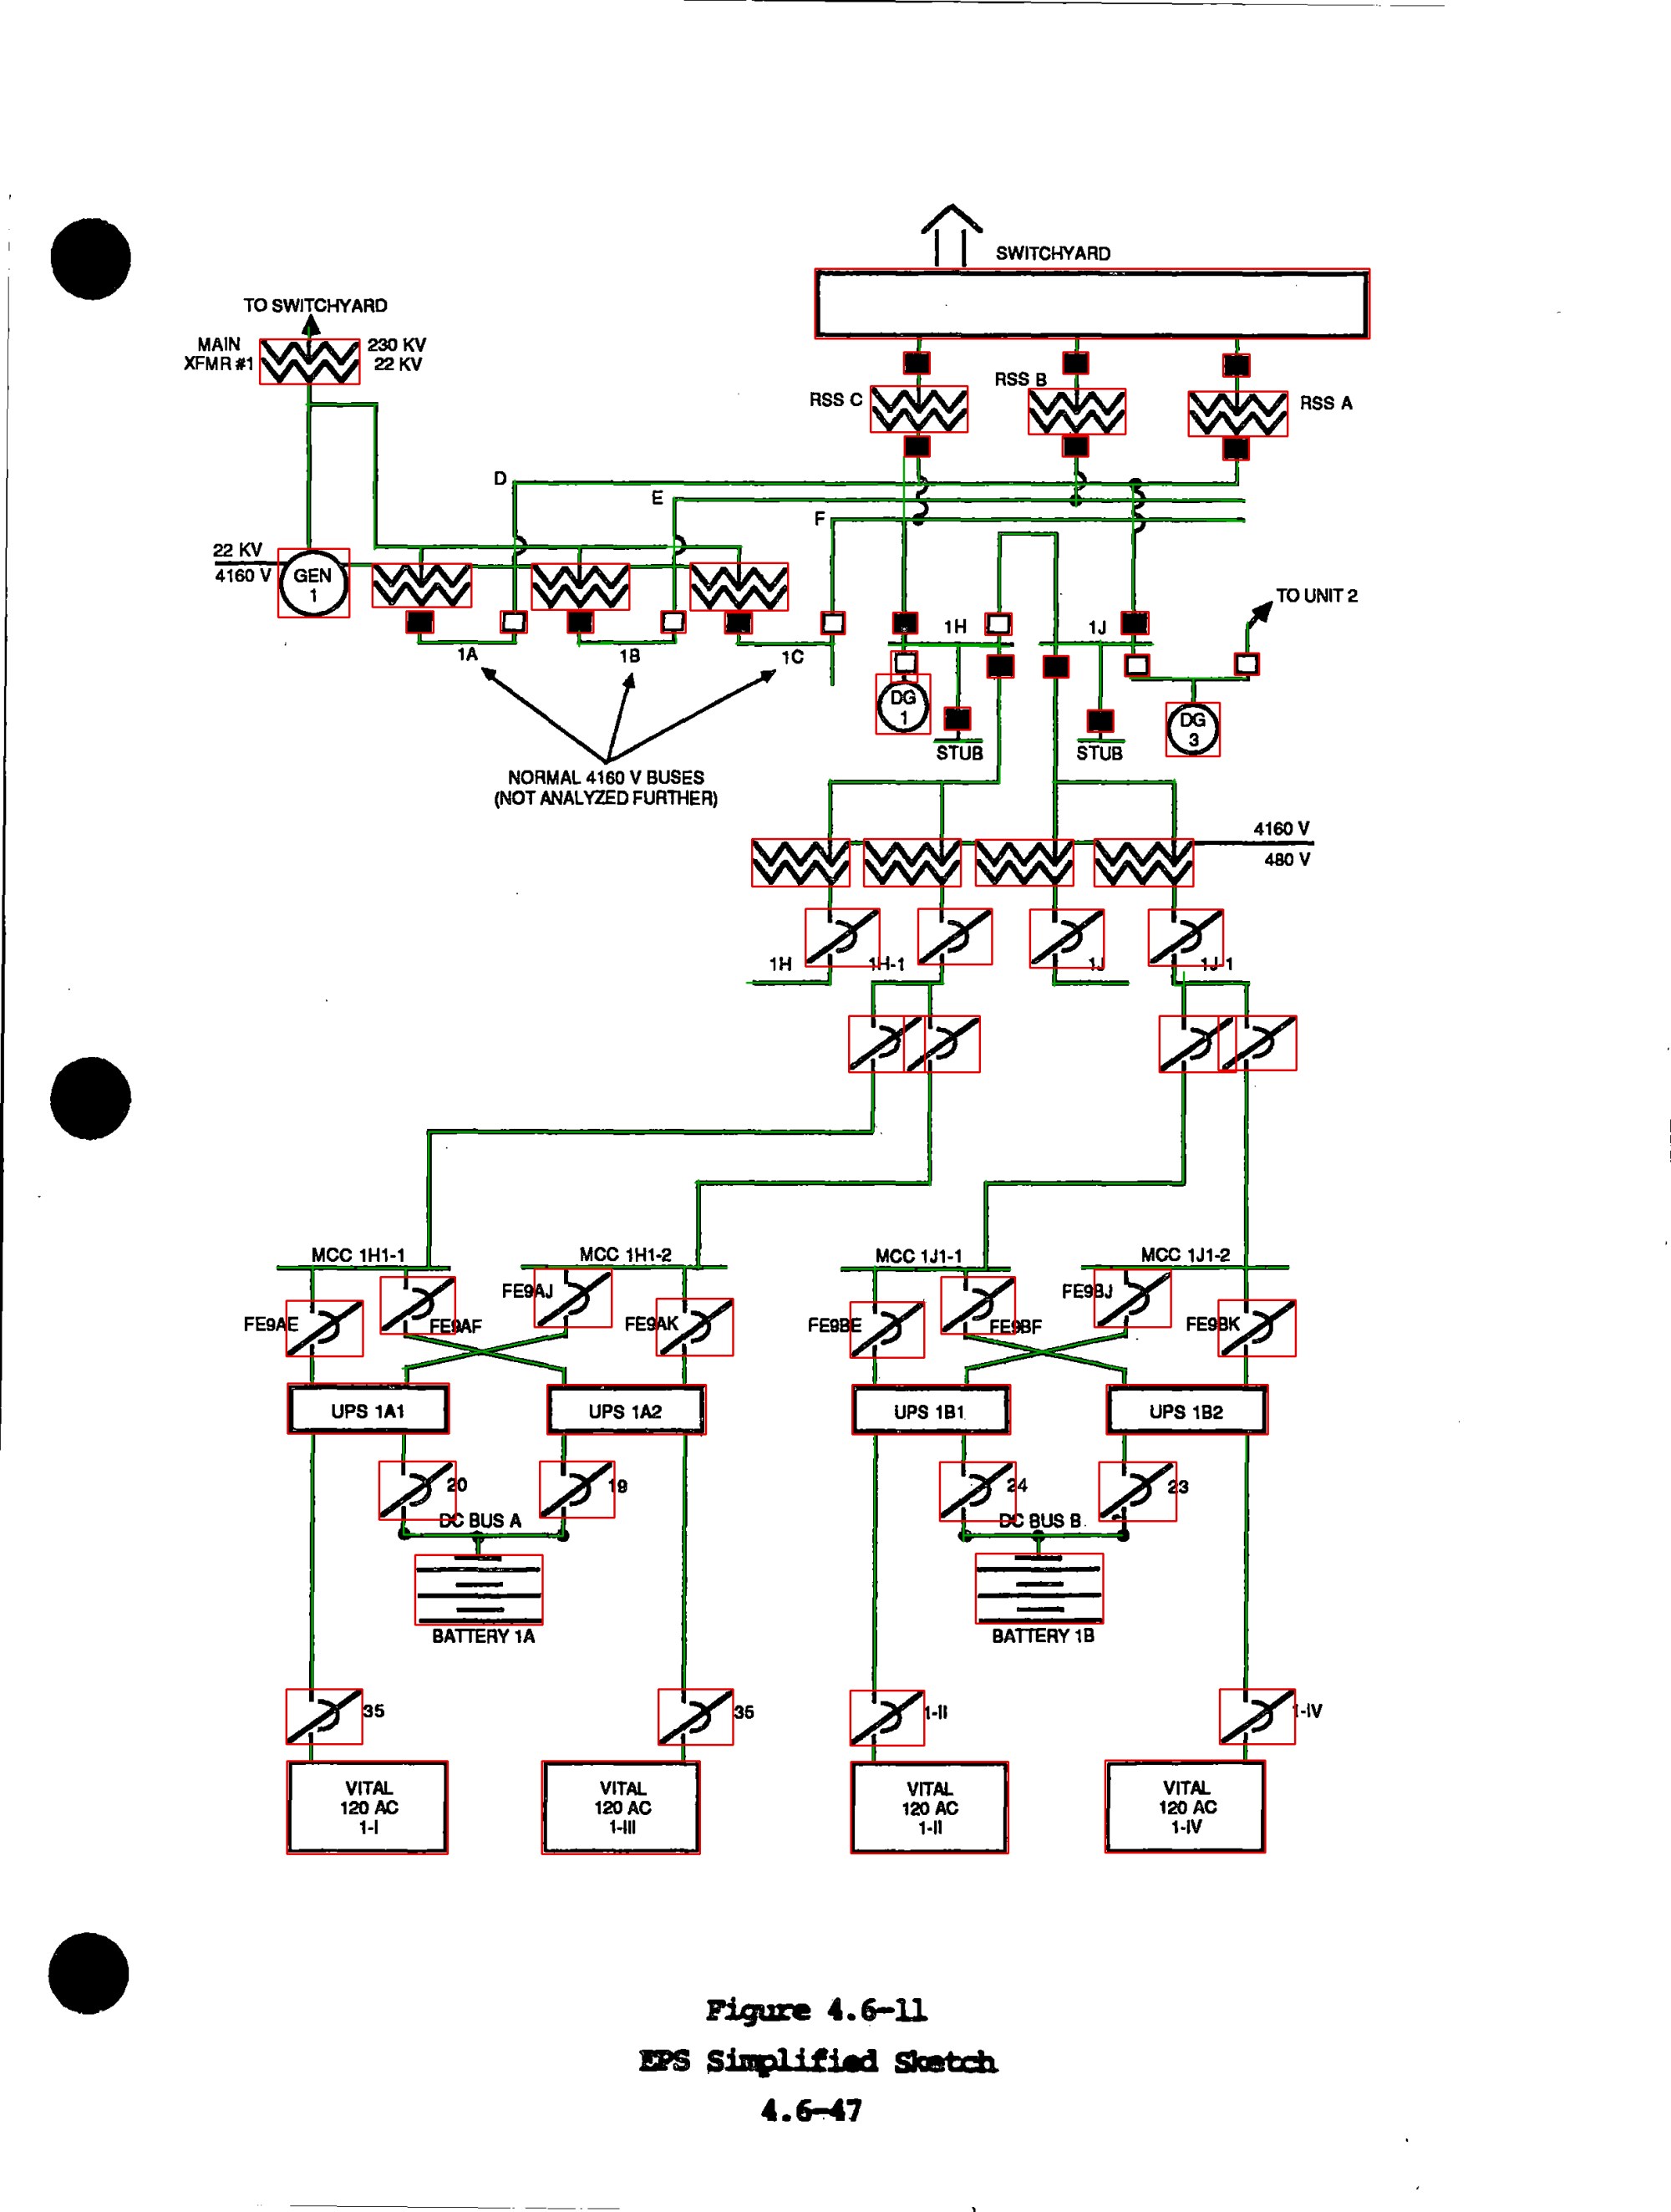 SWITCHYARD
TO SWITCHYARD
MAIN
XFMR #1
230 KV
22 KV
RSS C
RSS B
RSS A
D
E
F
22 KV
4160 V
GEN
1
TO UNIT 2
1H
1J
1A
1B
1C
DG
1
DG
3
STUB
STUB
NORMAL 4160 V BUSES
(NOT ANALYZED FURTHER)
4160 V
480 V
1H
1H-1
1J
1J-1
MCC 1H1-1
MCC 1H1-2
MCC 1J1-1
MCC 1J1-2
FE9AE
FE9AF
FE9AJ
FE9AK
FE9BE
FE9BF
FE9BJ
FE9BK
UPS 1A1
UPS 1A2
UPS 1B1
UPS 1B2
20
19
24
23
DC BUS A
DC BUS B
BATTERY 1A
BATTERY 1B
35
35
1-II
1-IV
VITAL
120 AC
1-I
VITAL
120 AC
1-III
VITAL
120 AC
1-II
VITAL
120 AC
1-IV
Figure 4.6-11
EPS Simplified Sketch
4.6-47